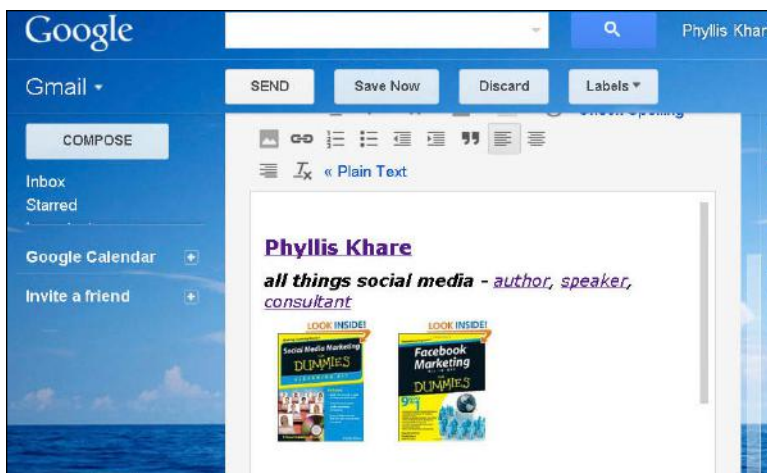 Google
Phyllis Khar
Gmail
SEND
Save Now
Discard
Labels
COMPOSE
« Plain Text
Inbox
Starred
Google Calendar
Invite a friend
Phyllis Khare
all things social media - author, speaker,
consultant
LOOK INSIDE!
LOOK INSIDE!
Social Media Marketing
FOR
DUMMIES
Facebook
Marketing
DUMMIES